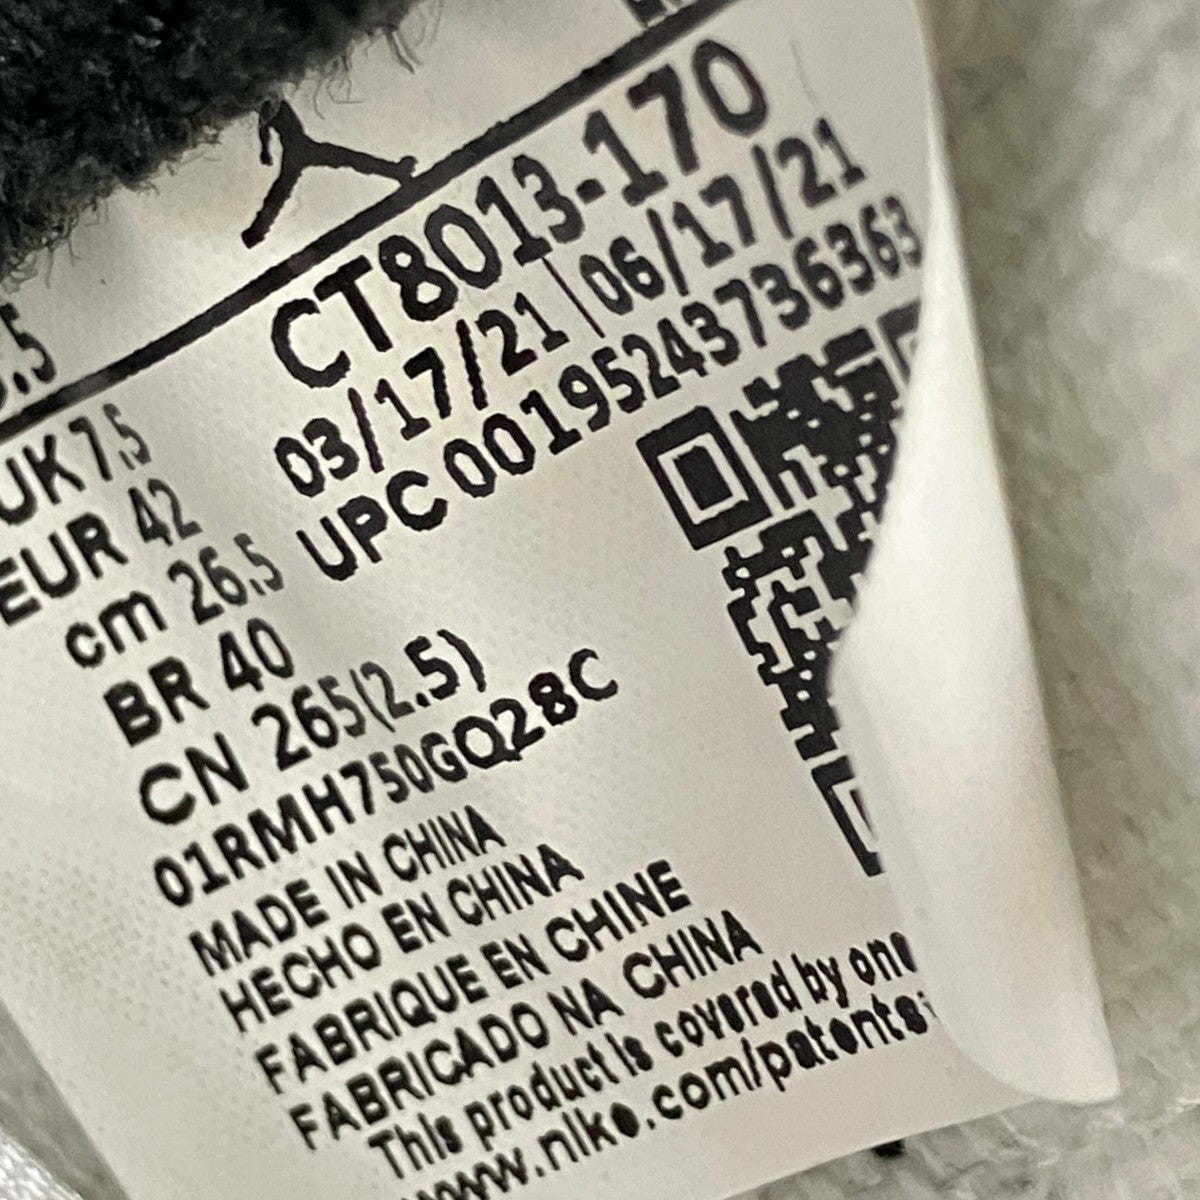 CT8013-170
03/17/21 | 06/17/21
UPC 00195243736363
.5
UK 7.5
EUR 42
cm 26.5
BR 40
CN 265(2.5)
01RMH750GQ28C
MADE IN CHINA
HECHO EN CHINA
FABRIQUE EN CHINE
FABRICADO NA CHINA
This product is covered by one
www.nike.com/patents